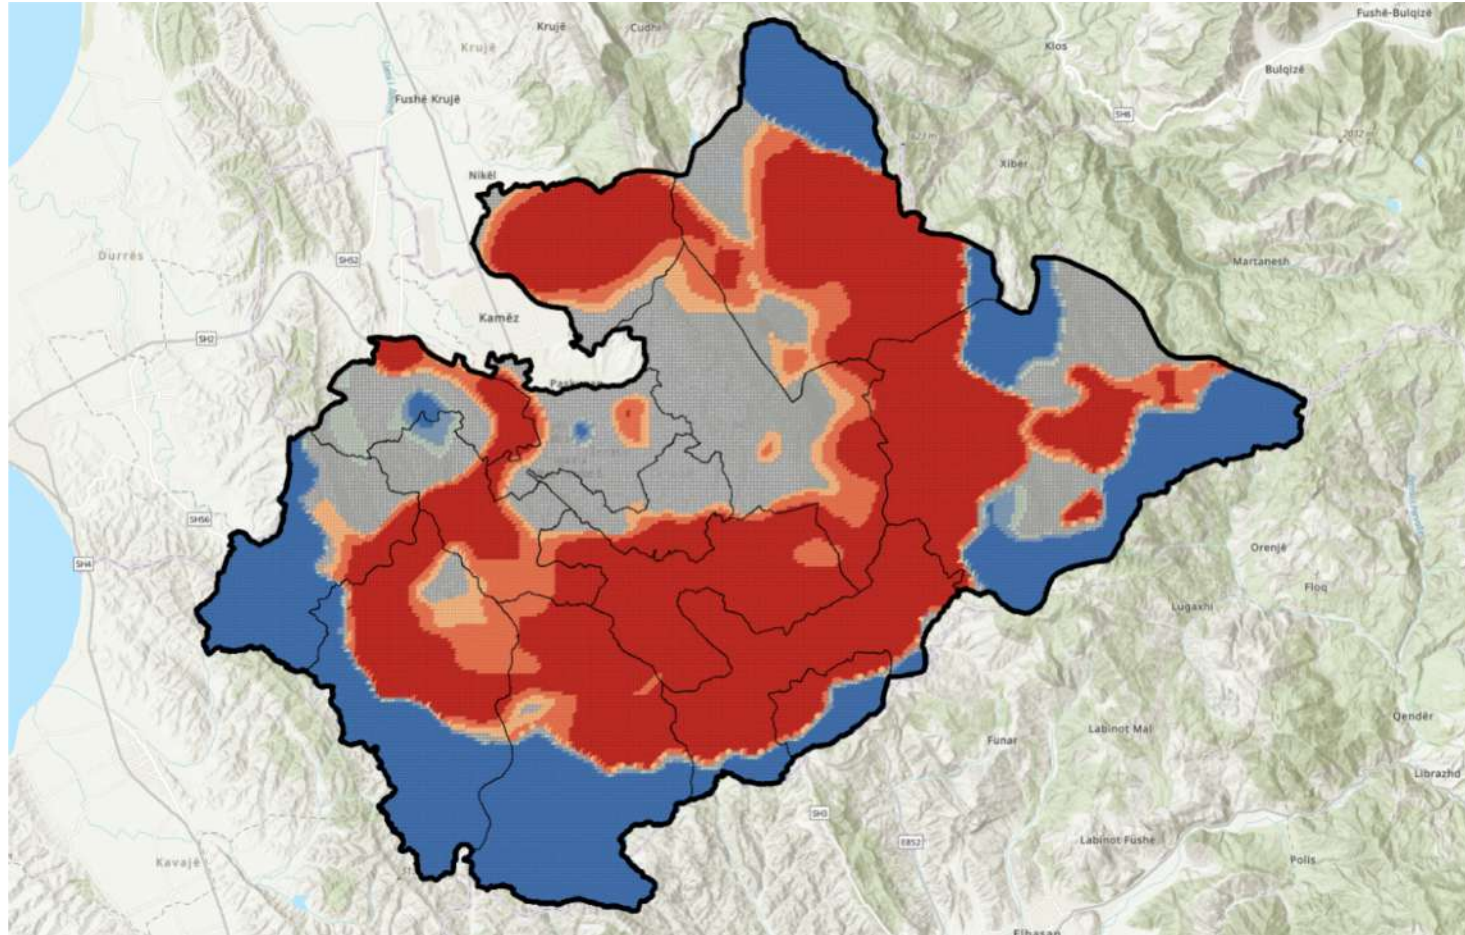 Fushë-Bulqizë
Krujë
Cudhi
Krujë
Klos
Bulqizë
Fushë Krujë
SH6
Xibër
Nikël
Durrës
SH52
Martanesh
Kamëz
SH2
SH56
SH4
Orenjë
Floq
Lugaxhi
Qendër
Labinot Mal
Funar
Librazhd
SH3
E852
Labinot Fushë
Kavajë
Polis
Elbasan